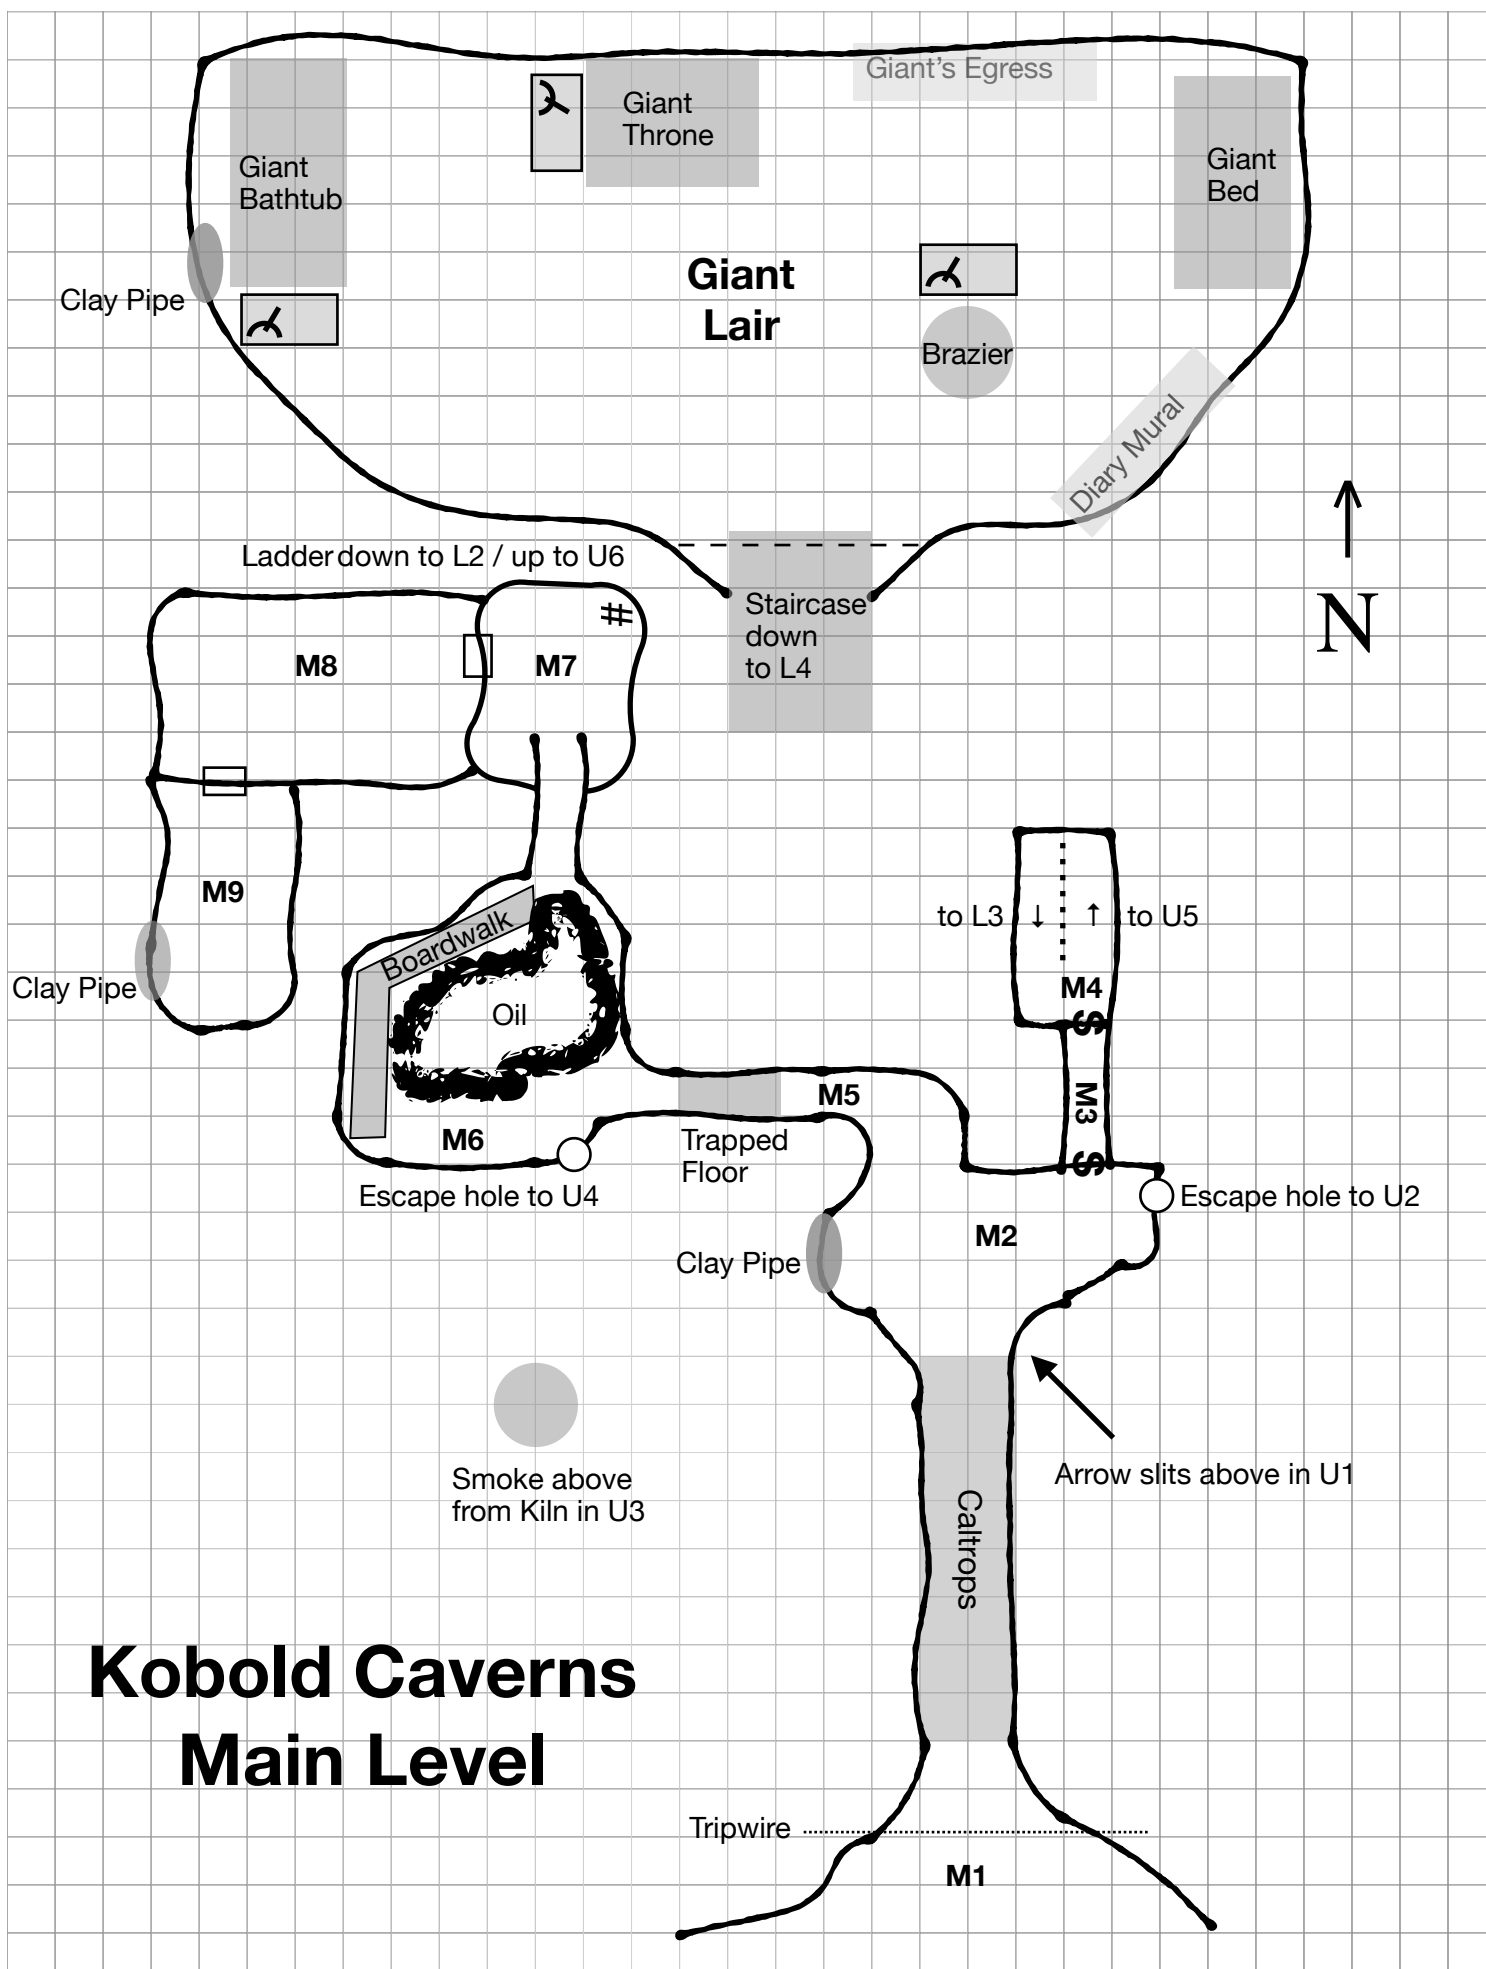 Giant's Egress
Giant
Throne
Giant
Bathtub
Giant
Bed
Clay Pipe
Giant
Lair
Brazier
Diary Mural
Ladder down to L2 / up to U6
N
Staircase
down
to L4
M8
M7
M9
Clay Pipe
Boardwalk
Oil
to L3 ↓ ↑ to U5
M4
S
M3
S
M5
M6
Trapped
Floor
Escape hole to U4
Escape hole to U2
M2
Clay Pipe
Smoke above
from Kiln in U3
Arrow slits above in U1
Caltrops
Kobold Caverns
Main Level
Tripwire
M1